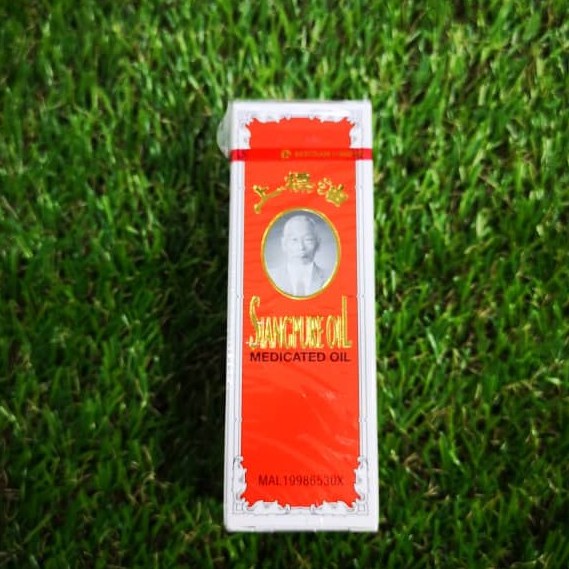 上標油
SIANGPURE OIL
MEDICATED OIL
MAL19986530X